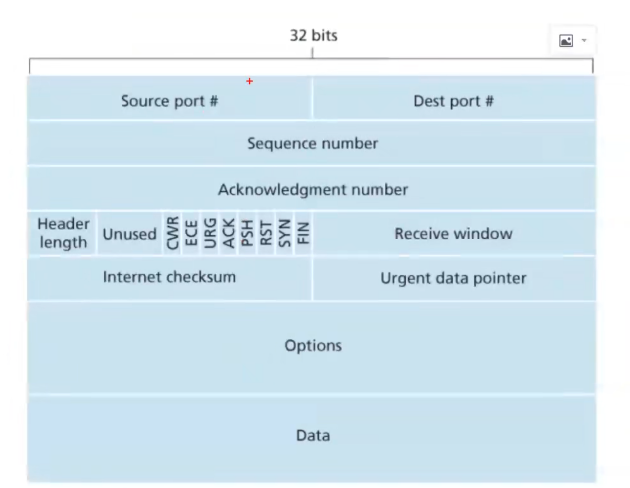 32 bits
Source port #
Dest port #
Sequence number
Acknowledgment number
Header
length
Unused
CWR
ECE
URG
ACK
PSH
RST
SYN
FIN
Receive window
Internet checksum
Urgent data pointer
Options
Data